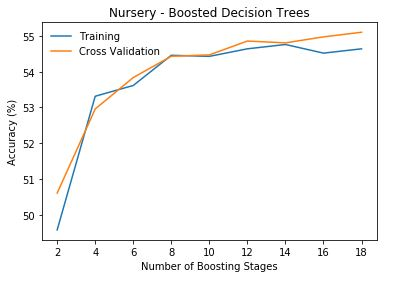 Nursery - Boosted Decision Trees
Training
Cross Validation
55
54
53
52
51
50
Accuracy (%)
2 4 6 8 10 12 14 16 18
Number of Boosting Stages